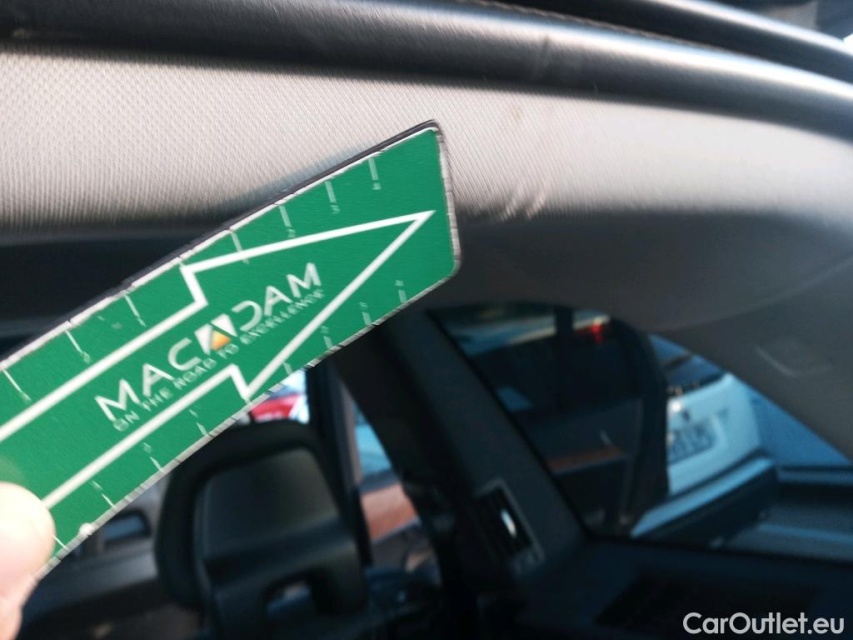 MACADAM
ON THE ROAD TO EXCELLENCE
CarOutlet.eu